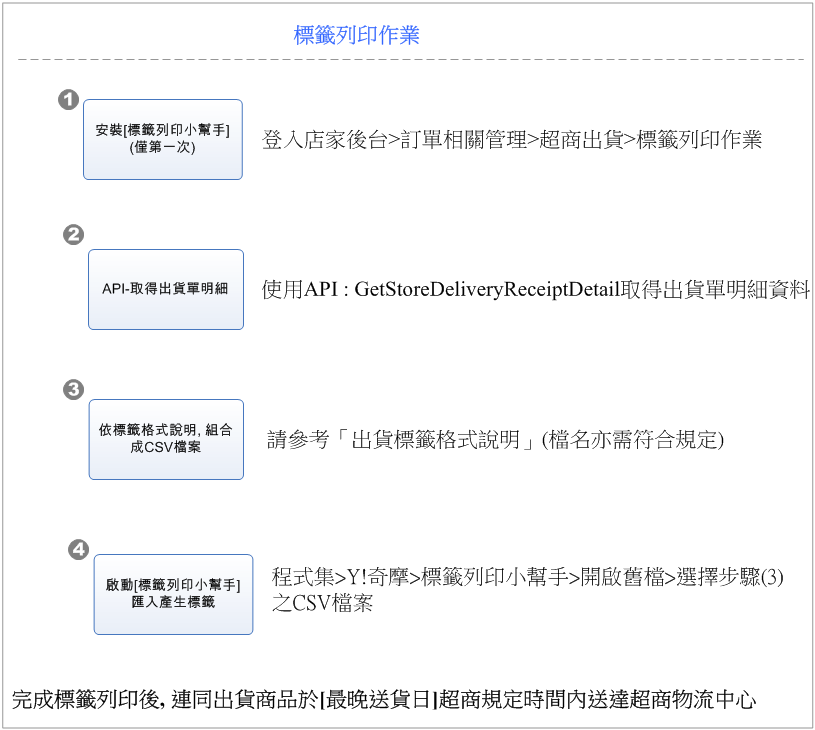 標籤列印作業
1
安裝[標籤列印小幫手]
(僅第一次)
登入店家後台>訂單相關管理>超商出貨>標籤列印作業
2
API-取得出貨單明細
使用API : GetStoreDeliveryReceiptDetail取得出貨單明細資料
3
依標籤格式說明, 組合
成CSV檔案
請參考「出貨標籤格式說明」(檔名亦需符合規定)
4
啟動[標籤列印小幫手]
匯入產生標籤
程式集>Y!奇摩>標籤列印小幫手>開啟舊檔>選擇步驟(3)
之CSV檔案
完成標籤列印後, 連同出貨商品於[最晚送貨日]超商規定時間內送達超商物流中心